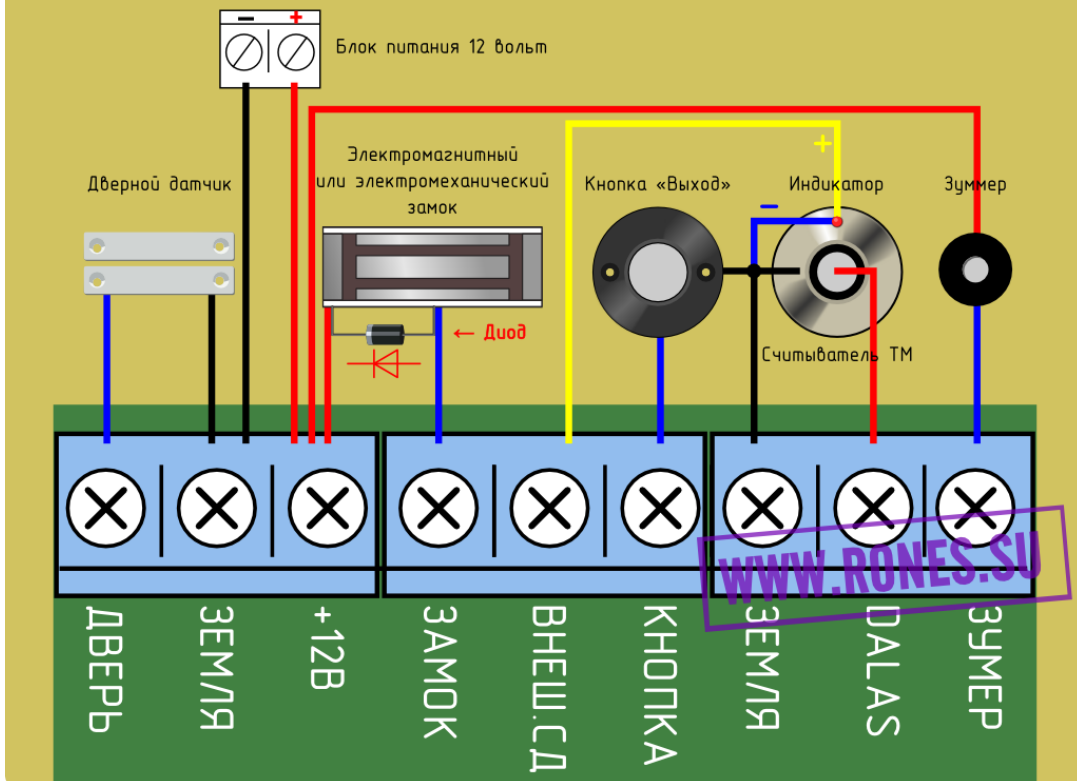 − +
Блок питания 12 вольт
Электромагнитный
или электромеханический
замок
Дверной датчик
Кнопка «Выход»
Индикатор
Зуммер
+
−
← Диод
Считыватель ТМ
ДВЕРЬ
ЗЕМЛЯ
+12В
ЗАМОК
ВНЕШ.СД
КНОПКА
ЗЕМЛЯ
DALAS
ЗУМЕР
WWW.RONES.SU